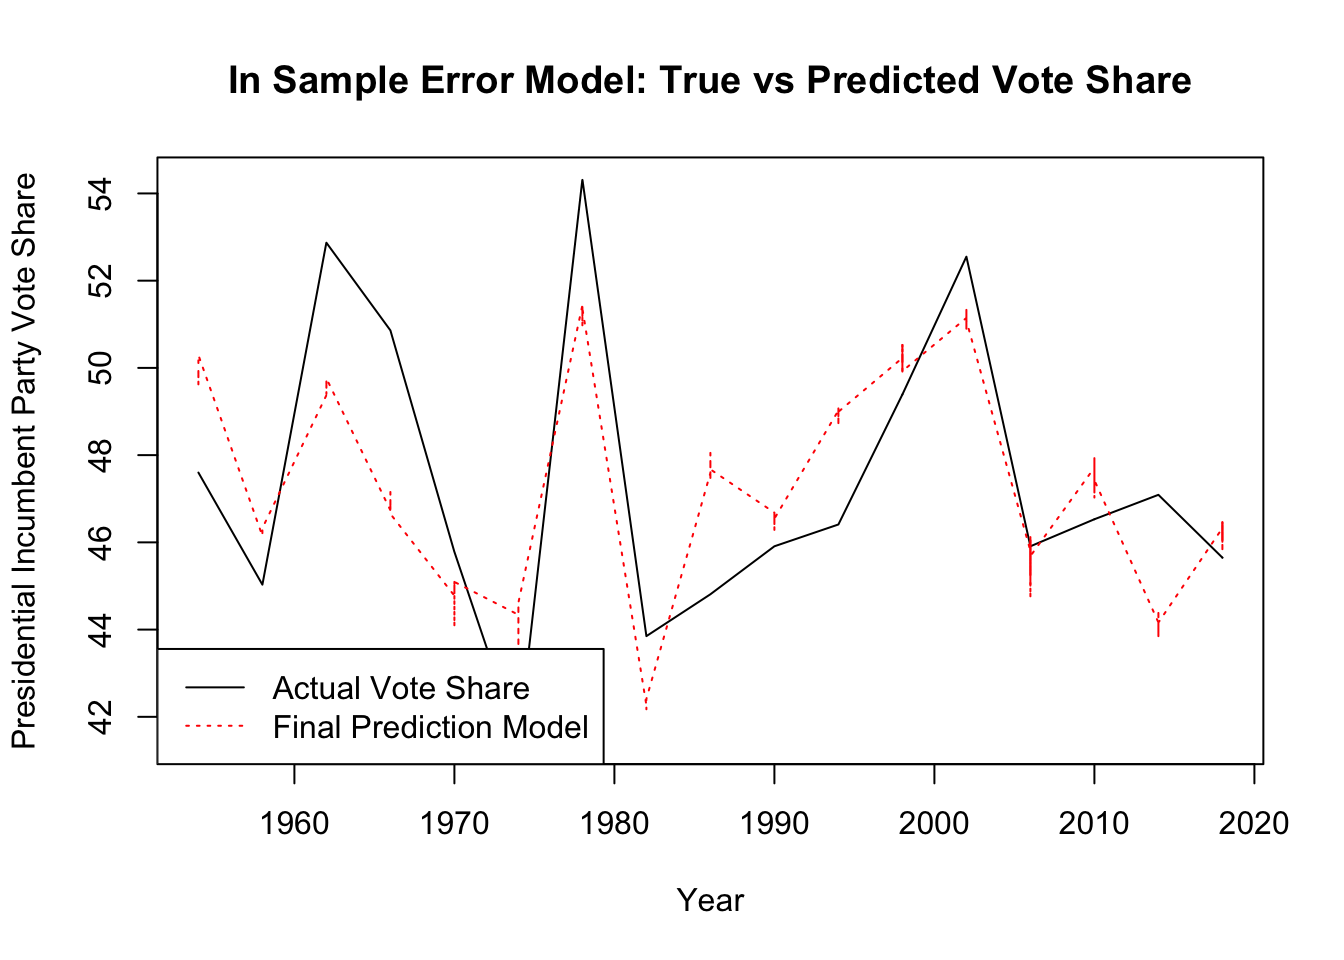 In Sample Error Model: True vs Predicted Vote Share
Presidential Incumbent Party Vote Share
54
52
50
48
46
44
42
Actual Vote Share
Final Prediction Model
1960 1970 1980 1990 2000 2010 2020
Year